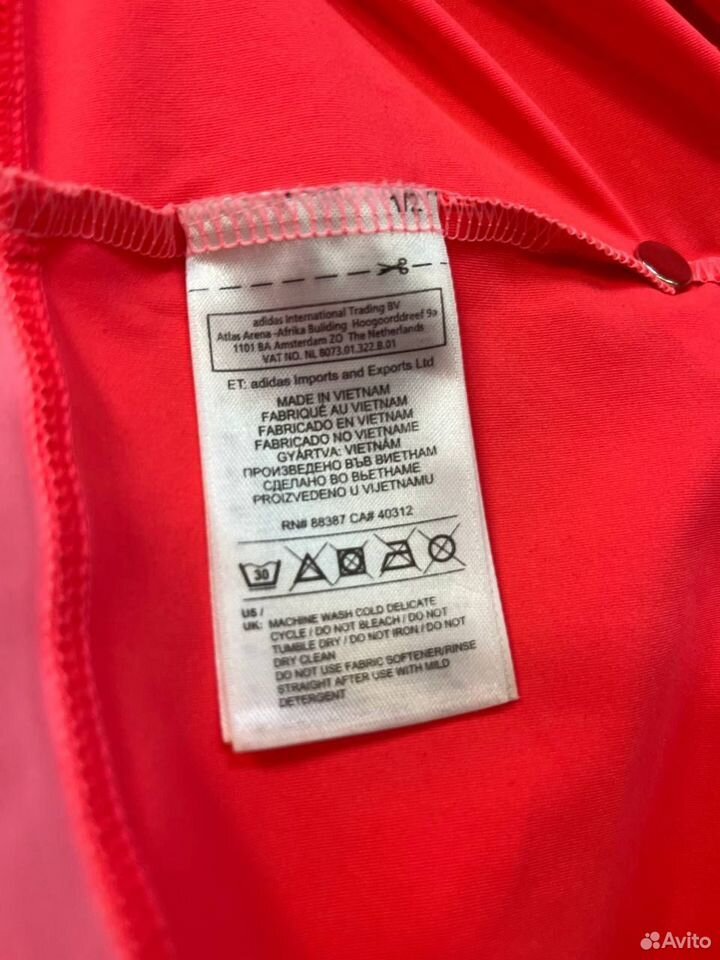 1/2
adidas International Trading BV
Atlas Arena -Afrika Building Hoogoorddreef 9a
1101 BA Amsterdam ZO The Netherlands
VAT NO. NL 8073.01.322.B.01
ET: adidas Imports and Exports Ltd
MADE IN VIETNAM
FABRIQUÉ AU VIETNAM
FABRICADO EN VIETNAM
FABRICADO NO VIETNAME
GYÁRTVA: VIETNÁM
ПРОИЗВЕДЕНО ВЪВ ВИЕТНАМ
СДЕЛАНО ВО ВЬЕТНАМЕ
PROIZVEDENO U VIJETNAMU
RN# 88387 CA# 40312
30
US /
UK: MACHINE WASH COLD DELICATE
CYCLE / DO NOT BLEACH / DO NOT
TUMBLE DRY / DO NOT IRON / DO NOT
DRY CLEAN
DO NOT USE FABRIC SOFTENER/RINSE
STRAIGHT AFTER USE WITH MILD
DETERGENT
Avito